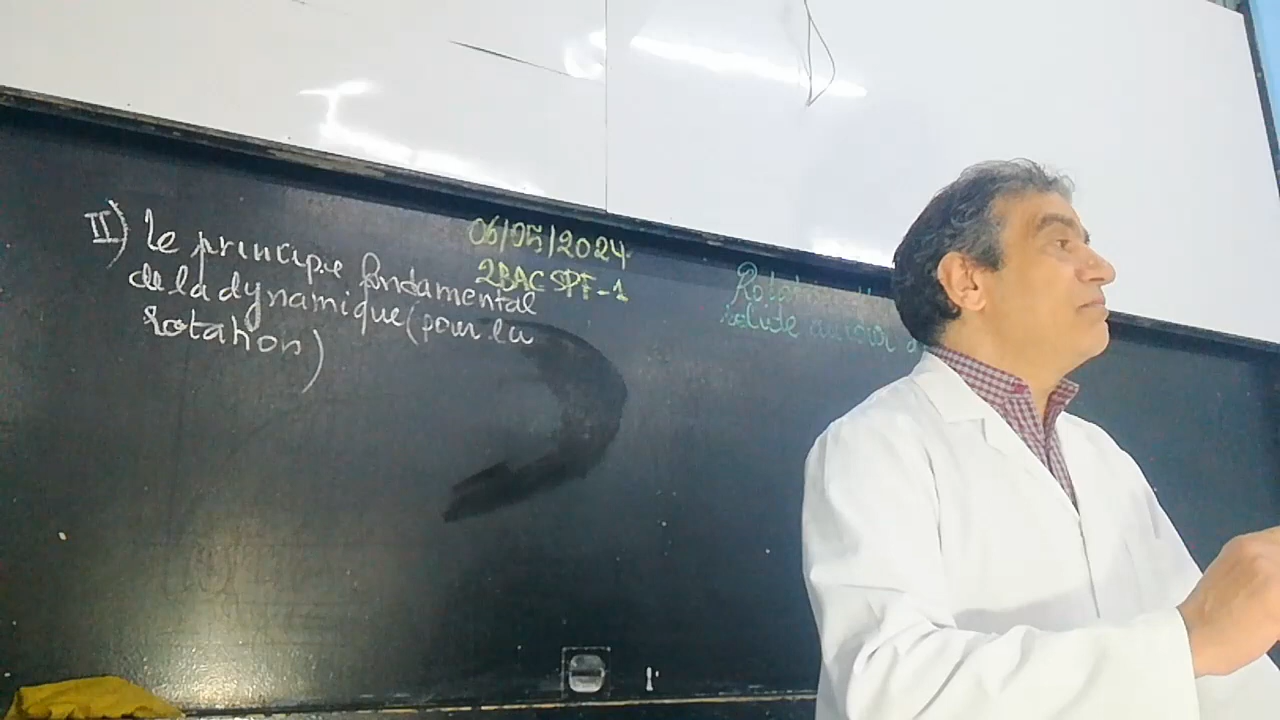 06/05/2024
2BAC SPF-1
II) le principe fondamental
de la dynamique (pour la
rotation)
Rotation
solide autour